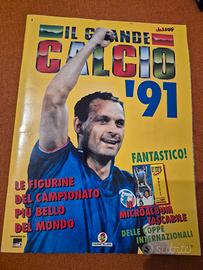 IL GRANDE
CALCIO
'91
FANTASTICO!
LE FIGURINE
DEL CAMPIONATO
PIÙ BELLO
DEL MONDO
MICROALBUM
TASCABILE
DELLE COPPE
INTERNAZIONALI